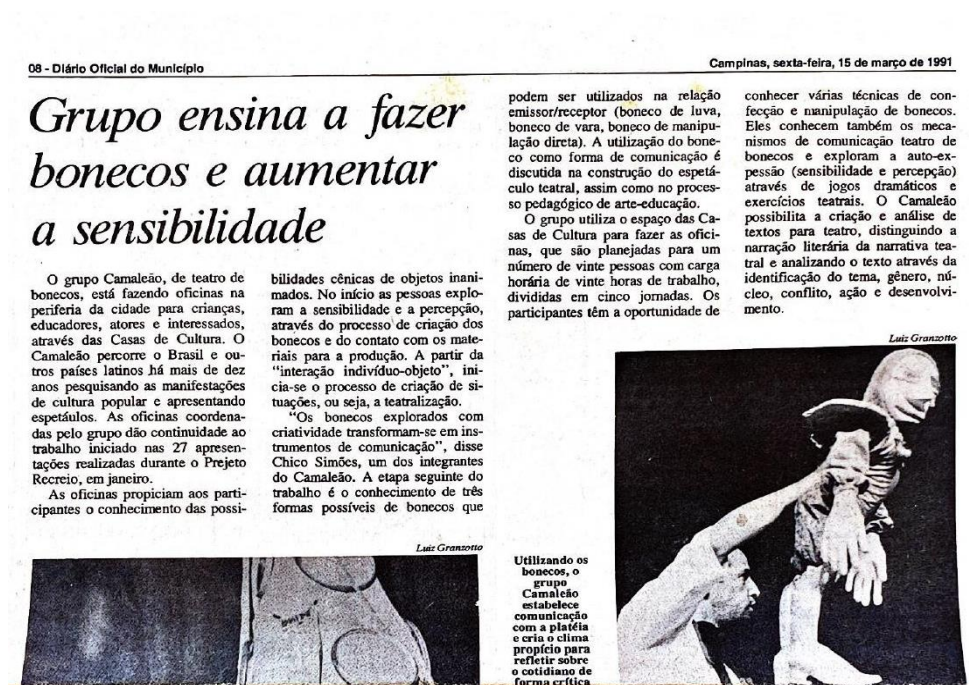 08 - Diário Oficial do Município
Campinas, sexta-feira, 15 de março de 1991
Grupo ensina a fazer
bonecos e aumentar
a sensibilidade
O grupo Camaleão, de teatro de
bonecos, está fazendo oficinas na
periferia da cidade para crianças,
educadores, atores e interessados,
através das Casas de Cultura. O
Camaleão percorre o Brasil e ou-
tros países latinos há mais de dez
anos pesquisando as manifestações
de cultura popular e apresentando
espetáulos. As oficinas coordena-
das pelo grupo dão continuidade ao
trabalho iniciado nas 27 apresen-
tações realizadas durante o Prejeto
Recreio, em janeiro.
As oficinas propiciam aos parti-
cipantes o conhecimento das possi-
bilidades cênicas de objetos inani-
mados. No início as pessoas explo-
ram a sensibilidade e a percepção,
através do processo de criação dos
bonecos e do contato com os mate-
riais para a produção. A partir da
"interação indivíduo-objeto", ini-
cia-se o processo de criação de si-
tuações, ou seja, a teatralização.
"Os bonecos explorados com
criatividade transformam-se em ins-
trumentos de comunicação", disse
Chico Simões, um dos integrantes
do Camaleão. A etapa seguinte do
trabalho é o conhecimento de três
formas possíveis de bonecos que
podem ser utilizados na relação
emissor/receptor (boneco de luva,
boneco de vara, boneco de manipu-
lação direta). A utilização do bone-
co como forma de comunicação é
discutida na construção do espetá-
culo teatral, assim como no proces-
so pedagógico de arte-educação.
O grupo utiliza o espaço das Ca-
sas de Cultura para fazer as ofici-
nas, que são planejadas para um
número de vinte pessoas com carga
horária de vinte horas de trabalho,
divididas em cinco jornadas. Os
participantes têm a oportunidade de
conhecer várias técnicas de con-
fecção e manipulação de bonecos.
Eles conhecem também os meca-
nismos de comunicação teatro de
bonecos e exploram a auto-ex-
pessão (sensibilidade e percepção)
através de jogos dramáticos e
exercícios teatrais. O Camaleão
possibilita a criação e análise de
textos para teatro, distinguindo a
narração literária da narrativa tea-
tral e analizando o texto através da
identificação do tema, gênero, nú-
cleo, conflito, ação e desenvolvi-
mento.
Luiz Granzotto
Luiz Granzotto
Utilizando os
bonecos, o
grupo
Camaleão
estabelece
comunicação
com a platéia
e cria o clima
propício para
refletir sobre
o cotidiano de
forma crítica